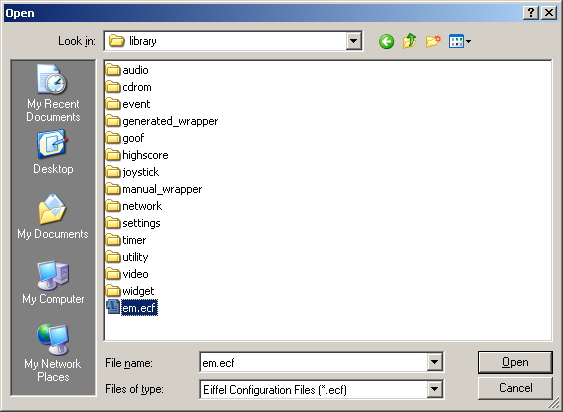 Open
Look in: library
My Recent
Documents
Desktop
My Documents
My Computer
My Network
Places
audio
cdrom
event
generated_wrapper
goof
highscore
joystick
manual_wrapper
network
settings
timer
utility
video
widget
em.ecf
File name: em.ecf Open
Files of type: Eiffel Configuration Files (*.ecf) Cancel